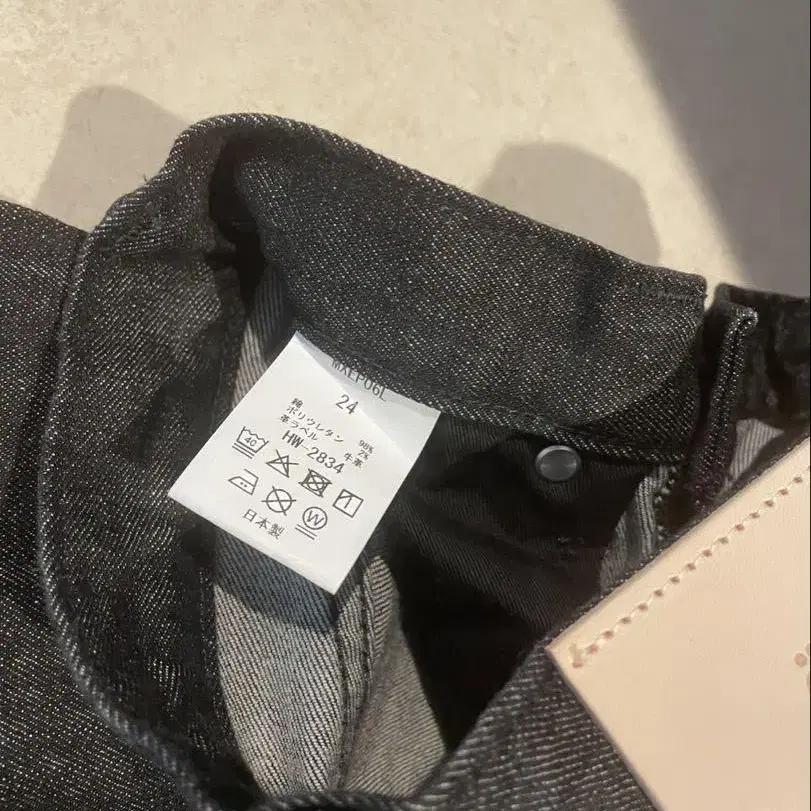 MXEP06L
24
綿 98%
ポリウレタン 2%
革ラベル 牛革
HW-2834
40
W
日本製